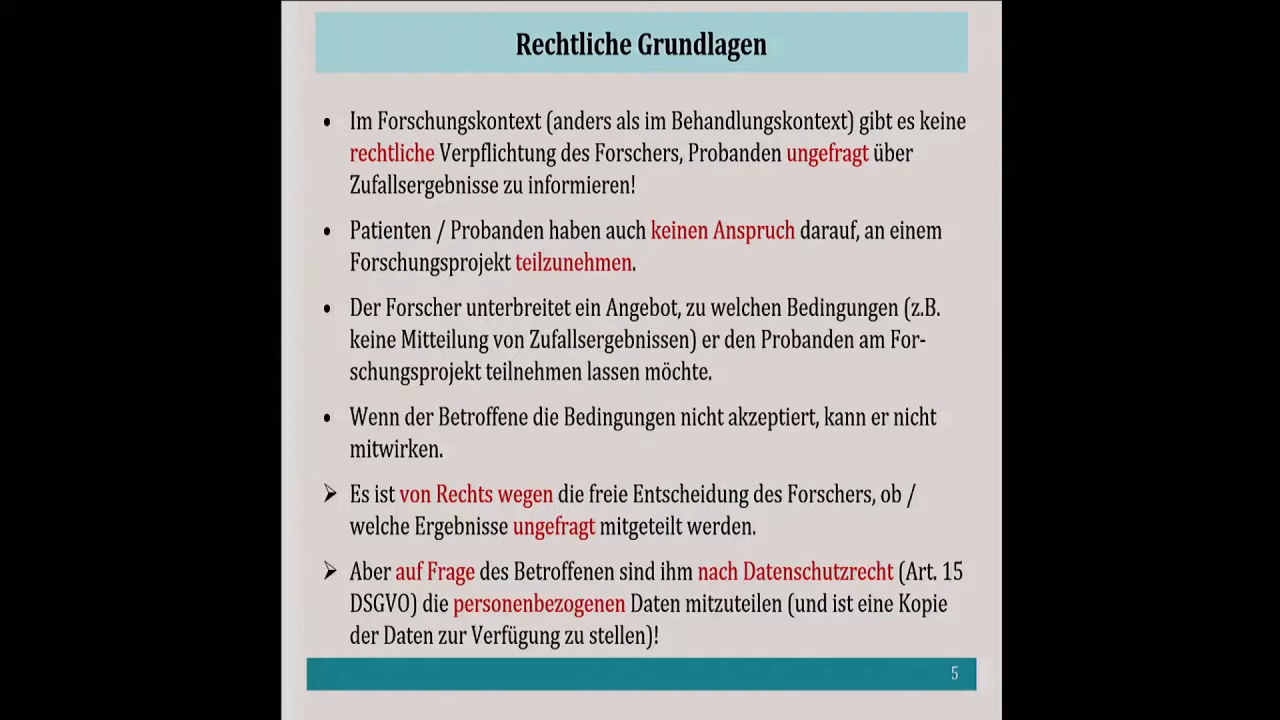 Rechtliche Grundlagen
• Im Forschungskontext (anders als im Behandlungskontext) gibt es keine
rechtliche Verpflichtung des Forschers, Probanden ungefragt über
Zufallsergebnisse zu informieren!
• Patienten / Probanden haben auch keinen Anspruch darauf, an einem
Forschungsprojekt teilzunehmen.
• Der Forscher unterbreitet ein Angebot, zu welchen Bedingungen (z.B.
keine Mitteilung von Zufallsergebnissen) er den Probanden am For-
schungsprojekt teilnehmen lassen möchte.
• Wenn der Betroffene die Bedingungen nicht akzeptiert, kann er nicht
mitwirken.
➢ Es ist von Rechts wegen die freie Entscheidung des Forschers, ob /
welche Ergebnisse ungefragt mitgeteilt werden.
➢ Aber auf Frage des Betroffenen sind ihm nach Datenschutzrecht (Art. 15
DSGVO) die personenbezogenen Daten mitzuteilen (und ist eine Kopie
der Daten zur Verfügung zu stellen)!
5